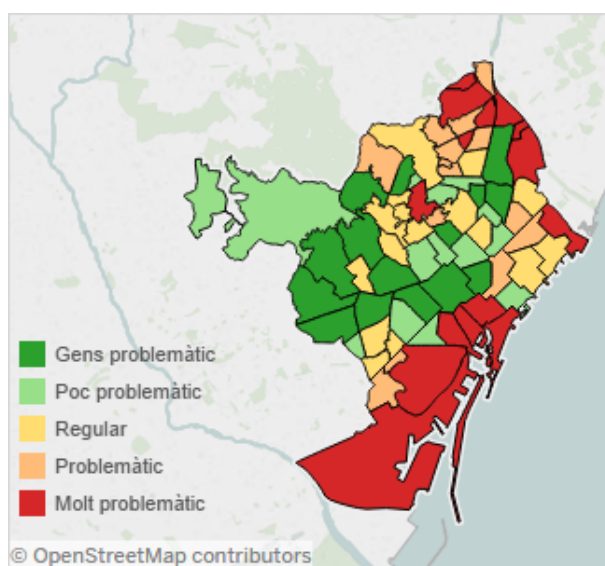 Gens problemàtic
Poc problemàtic
Regular
Problemàtic
Molt problemàtic
© OpenStreetMap contributors